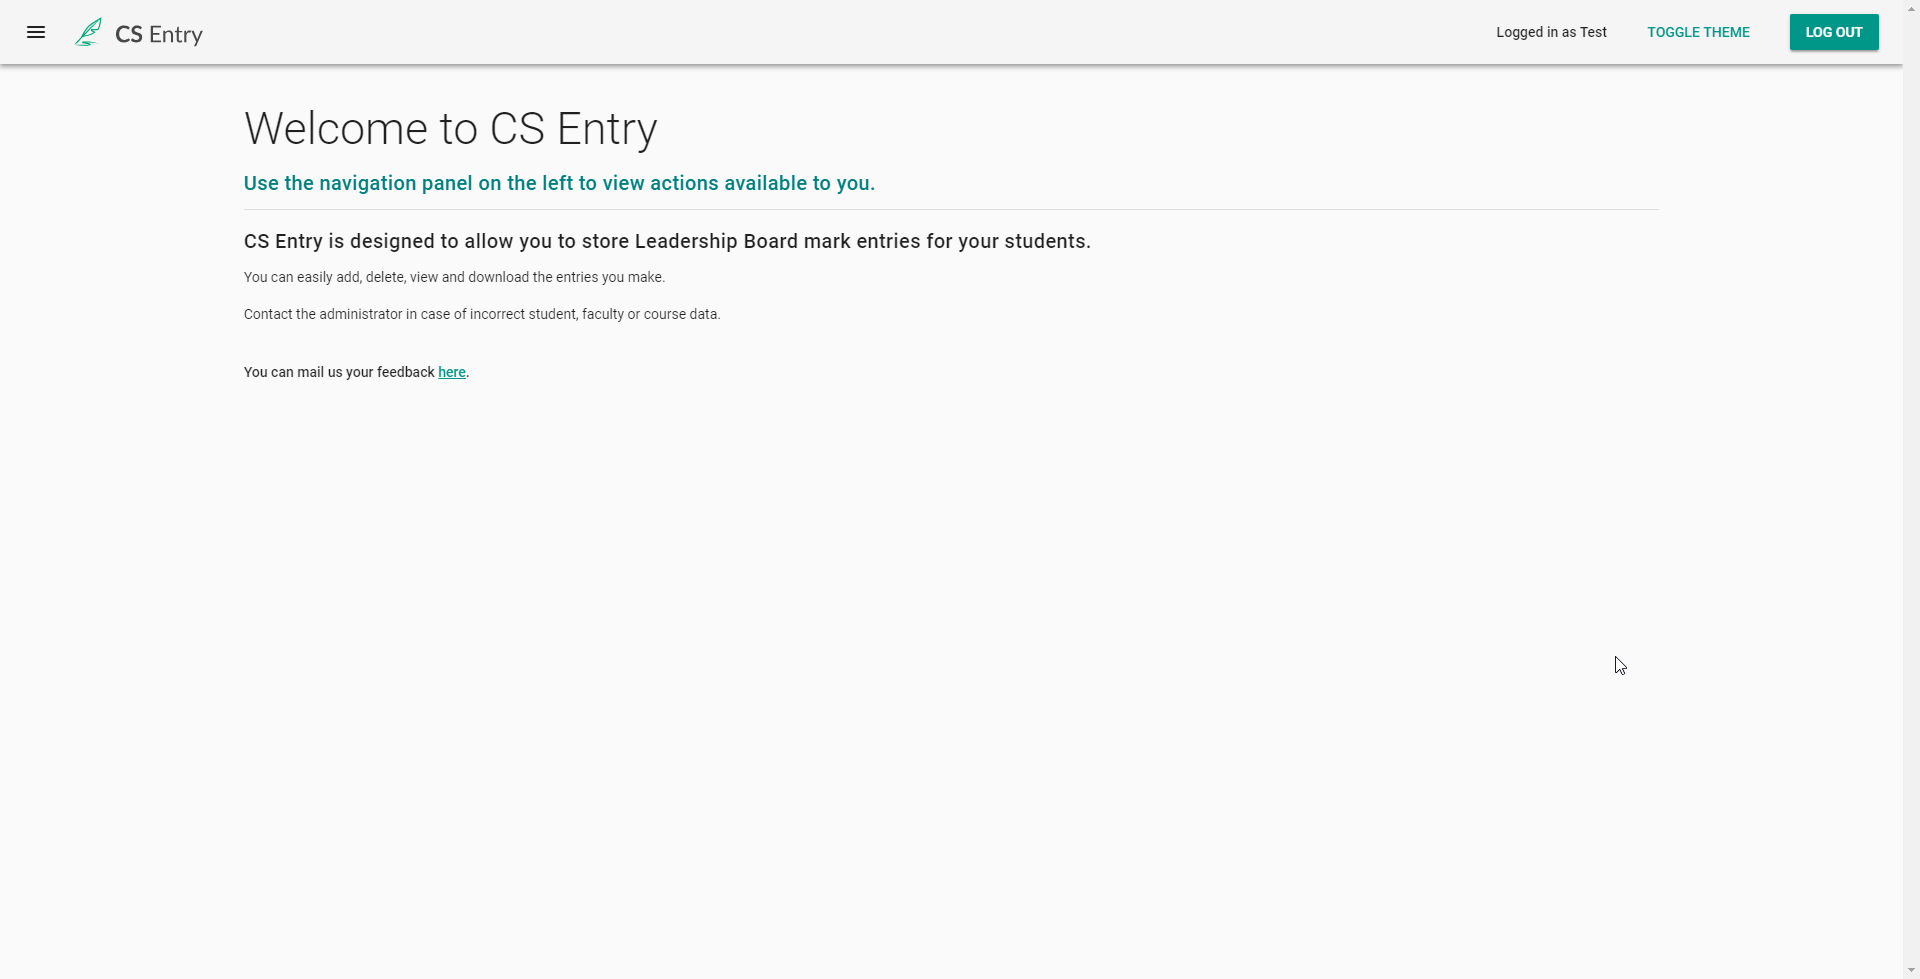 CS Entry
Logged in as Test
TOGGLE THEME
LOG OUT
Welcome to CS Entry
Use the navigation panel on the left to view actions available to you.
CS Entry is designed to allow you to store Leadership Board mark entries for your students.
You can easily add, delete, view and download the entries you make.
Contact the administrator in case of incorrect student, faculty or course data.
You can mail us your feedback here.